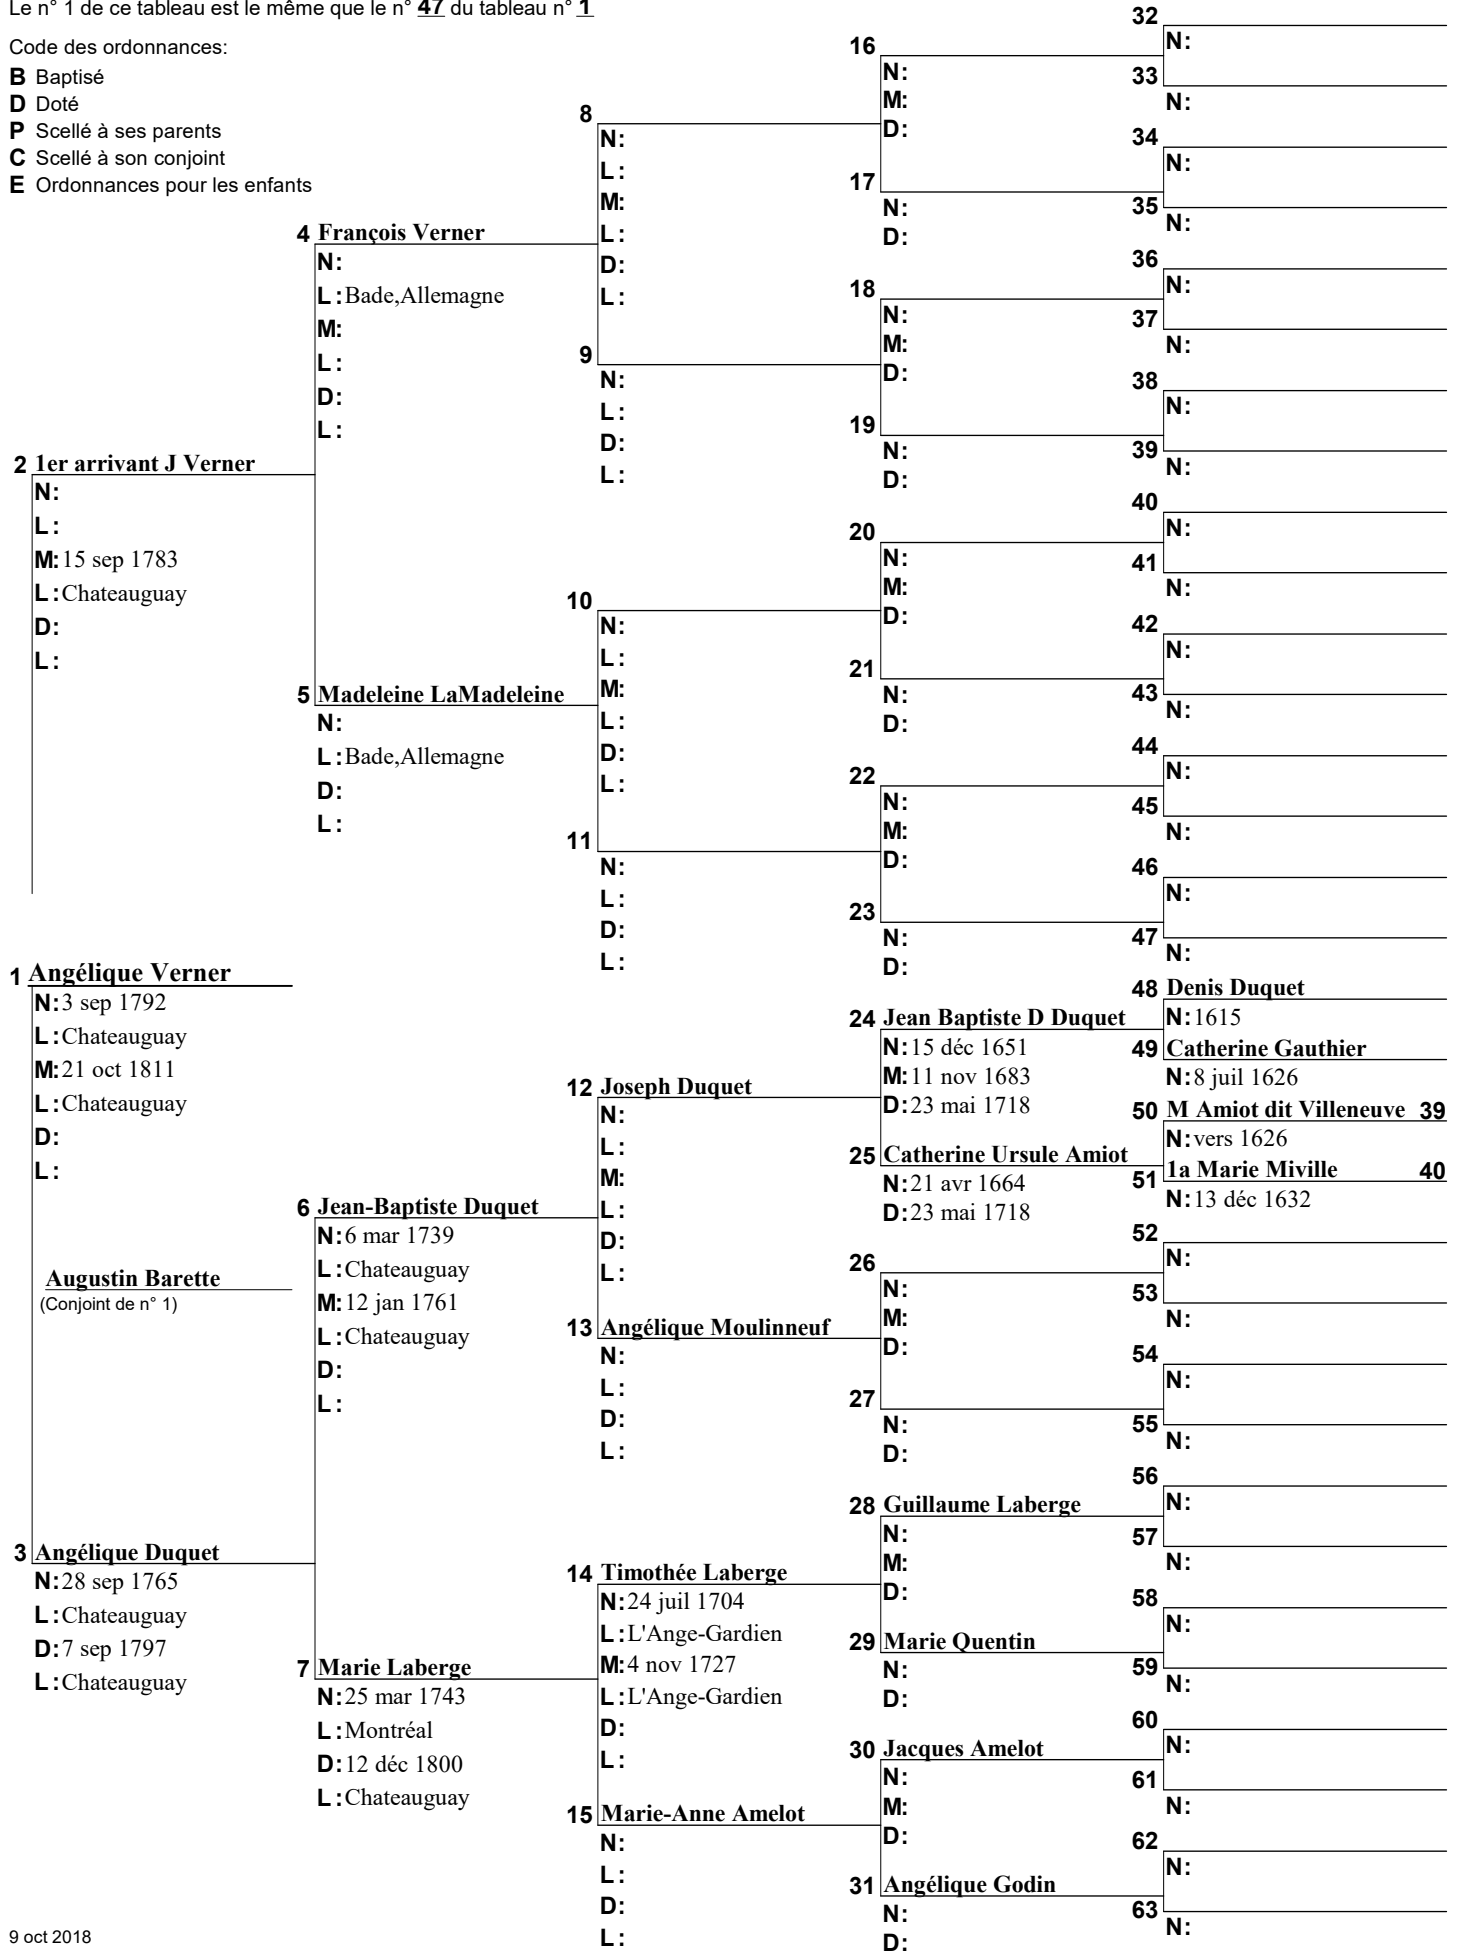 Le n° 1 de ce tableau est le même que le n° 47 du tableau n° 1
Code des ordonnances:
B Baptisé
D Doté
P Scellé à ses parents
C Scellé à son conjoint
E Ordonnances pour les enfants
2 1er arrivant J Verner
N:
L:
M: 15 sep 1783
L: Chateauguay
D:
L:
1 Angélique Verner
N: 3 sep 1792
L: Chateauguay
M: 21 oct 1811
L: Chateauguay
D:
L:
Augustin Barette
(Conjoint de n° 1)
3 Angélique Duquet
N: 28 sep 1765
L: Chateauguay
D: 7 sep 1797
L: Chateauguay
9 oct 2018
4 François Verner
N:
L: Bade,Allemagne
M:
L:
D:
L:
5 Madeleine LaMadeleine
N:
L: Bade,Allemagne
D:
L:
6 Jean-Baptiste Duquet
N: 6 mar 1739
L: Chateauguay
M: 12 jan 1761
L: Chateauguay
D:
L:
7 Marie Laberge
N: 25 mar 1743
L: Montréal
D: 12 déc 1800
L: Chateauguay
8
N:
L:
M:
L:
D:
L:
9
N:
L:
D:
L:
10
N:
L:
M:
L:
D:
L:
11
N:
L:
D:
L:
12 Joseph Duquet
N:
L:
M:
L:
D:
L:
13 Angélique Moulinneuf
N:
L:
D:
L:
14 Timothée Laberge
N: 24 juil 1704
L: L'Ange-Gardien
M: 4 nov 1727
L: L'Ange-Gardien
D:
L:
15 Marie-Anne Amelot
N:
L:
D:
L:
16
N:
M:
D:
17
N:
D:
18
N:
M:
D:
19
N:
D:
20
N:
M:
D:
21
N:
D:
22
N:
M:
D:
23
N:
D:
24 Jean Baptiste D Duquet
N: 15 déc 1651
M: 11 nov 1683
D: 23 mai 1718
25 Catherine Ursule Amiot
N: 21 avr 1664
D: 23 mai 1718
26
N:
M:
D:
27
N:
D:
28 Guillaume Laberge
N:
M:
D:
29 Marie Quentin
N:
D:
30 Jacques Amelot
N:
M:
D:
31 Angélique Godin
N:
D:
32
N:
33
N:
34
N:
35
N:
36
N:
37
N:
38
N:
39
N:
40
N:
41
N:
42
N:
43
N:
44
N:
45
N:
46
N:
47
N:
48 Denis Duquet
N: 1615
49 Catherine Gauthier
N: 8 juil 1626
50 M Amiot dit Villeneuve 39
N: vers 1626
51 1a Marie Miville 40
N: 13 déc 1632
52
N:
53
N:
54
N:
55
N:
56
N:
57
N:
58
N:
59
N:
60
N:
61
N:
62
N:
63
N: